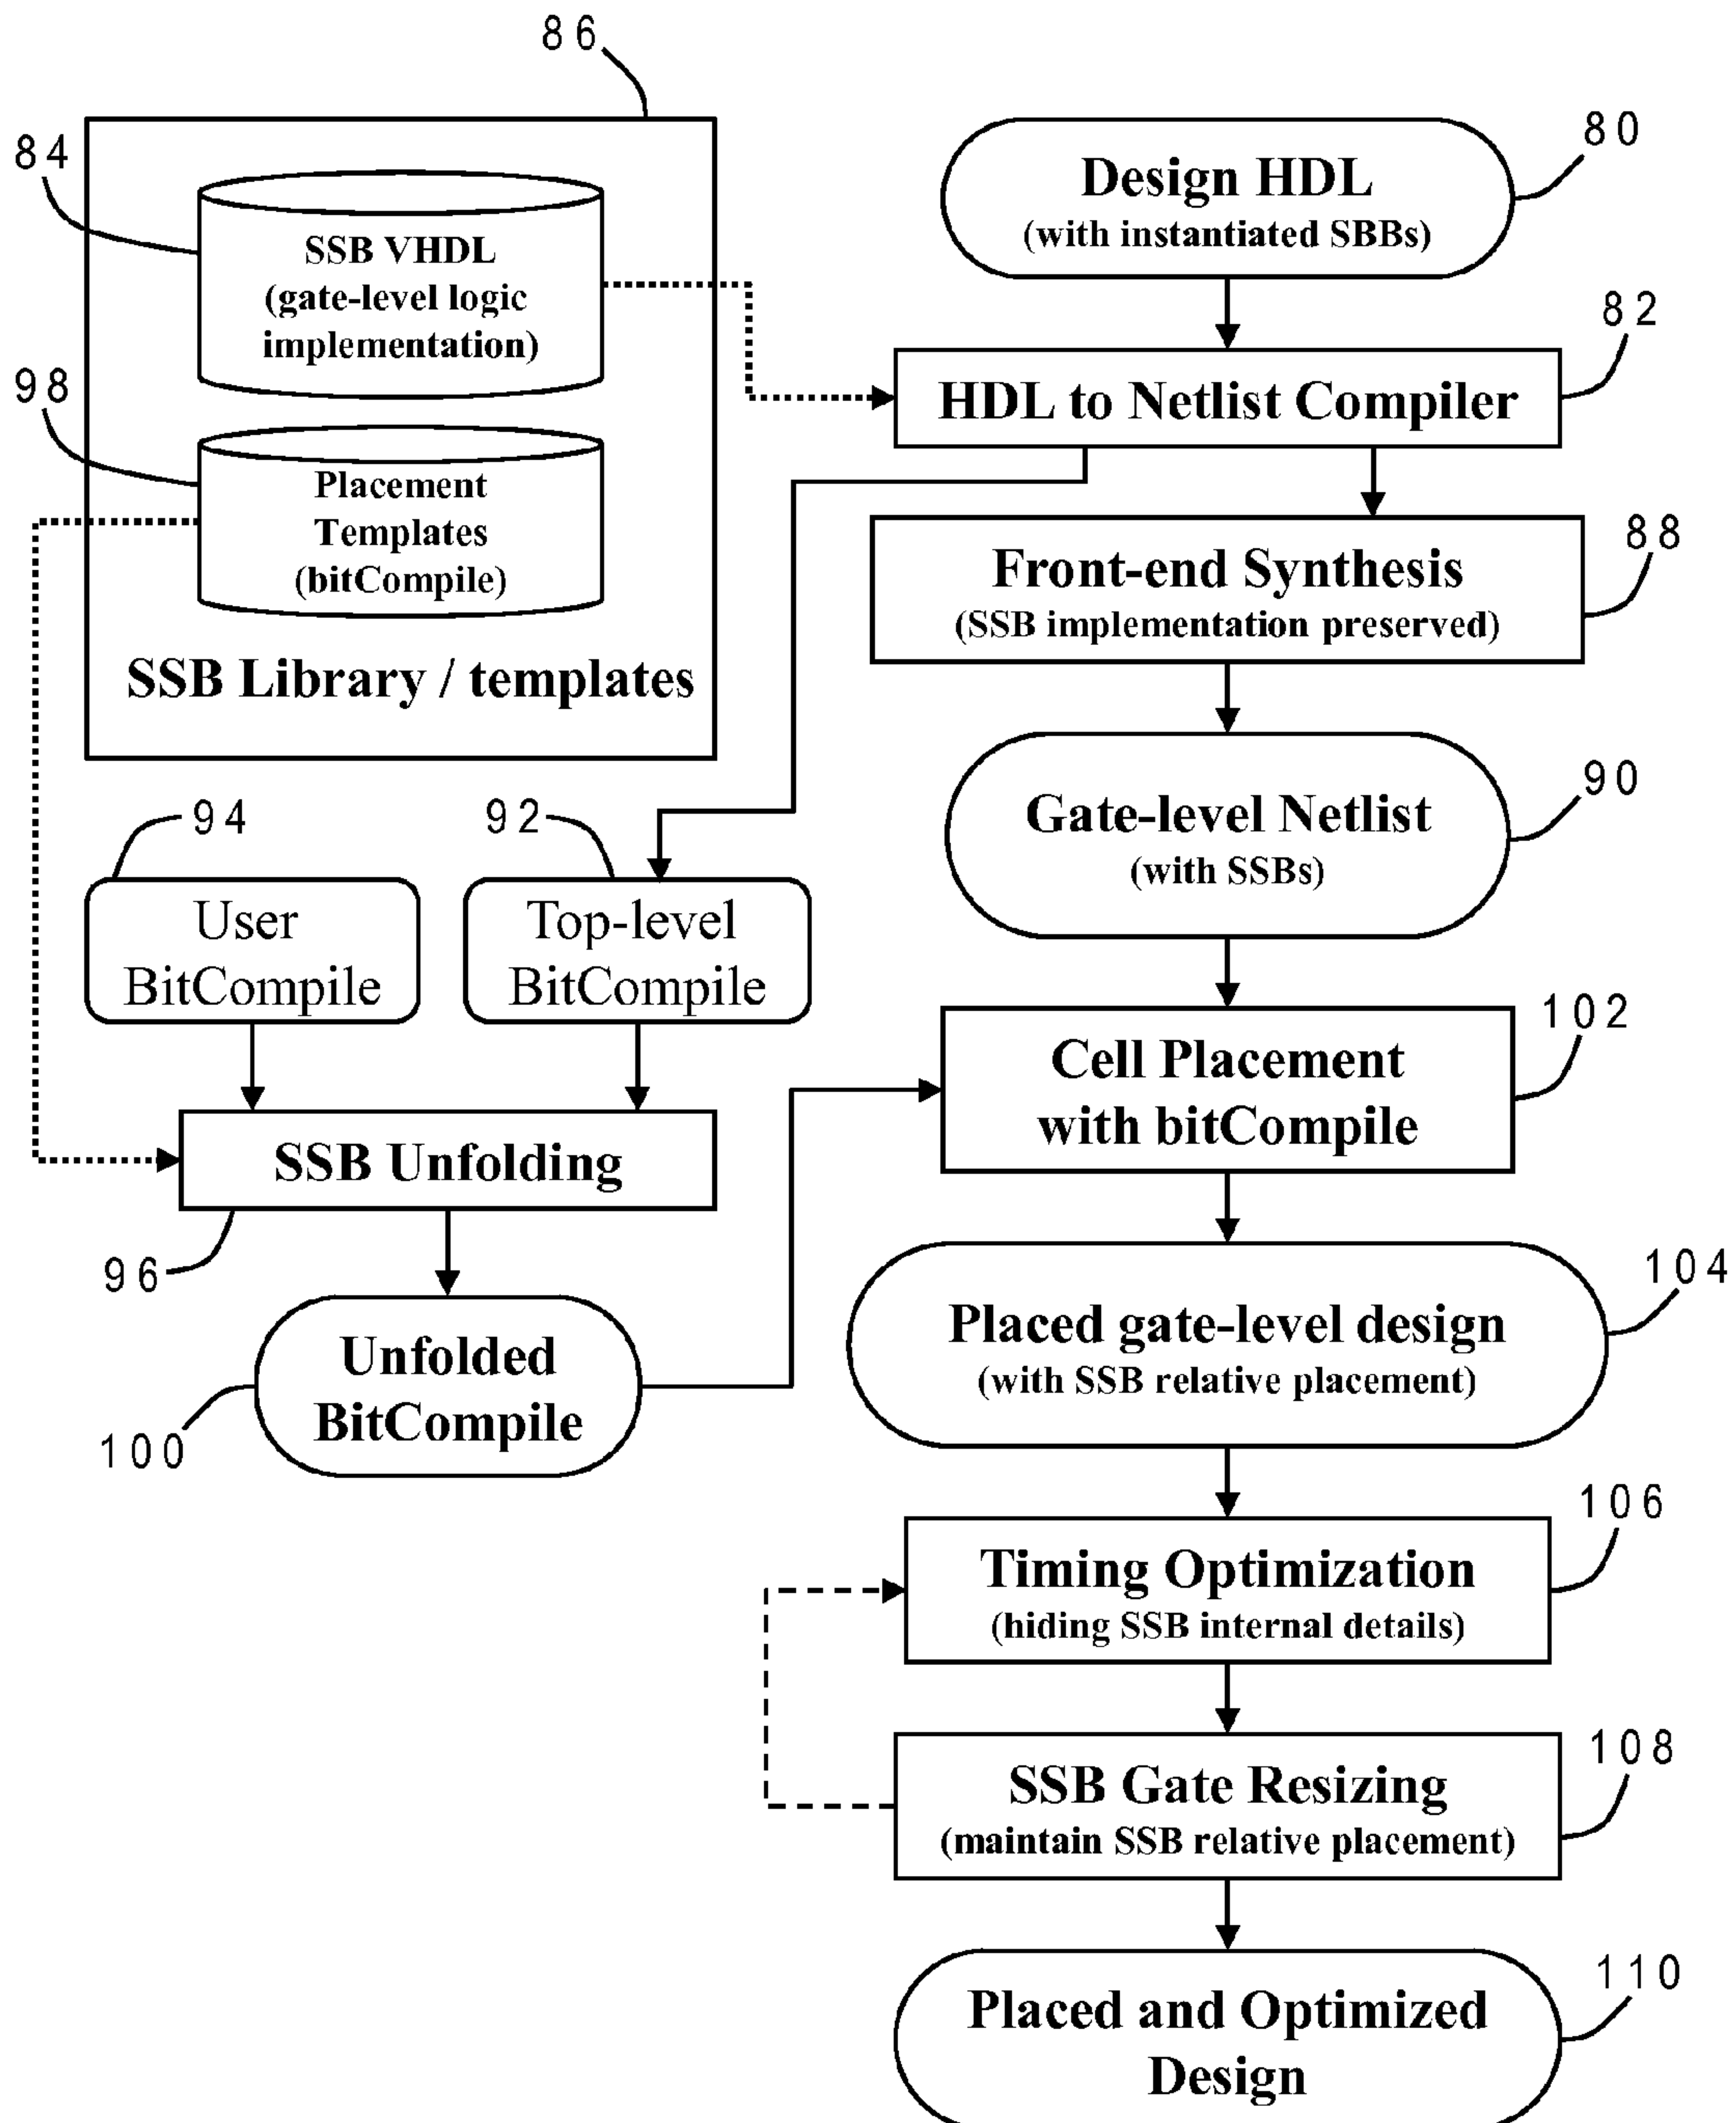 86
84
SSB VHDL
(gate-level logic
implementation)
98
Placement
Templates
(bitCompile)
SSB Library / templates
80
Design HDL
(with instantiated SBBs)
82
HDL to Netlist Compiler
88
Front-end Synthesis
(SSB implementation preserved)
90
Gate-level Netlist
(with SSBs)
94
92
User
BitCompile
Top-level
BitCompile
SSB Unfolding
96
Unfolded
BitCompile
100
102
Cell Placement
with bitCompile
104
Placed gate-level design
(with SSB relative placement)
106
Timing Optimization
(hiding SSB internal details)
108
SSB Gate Resizing
(maintain SSB relative placement)
110
Placed and Optimized
Design